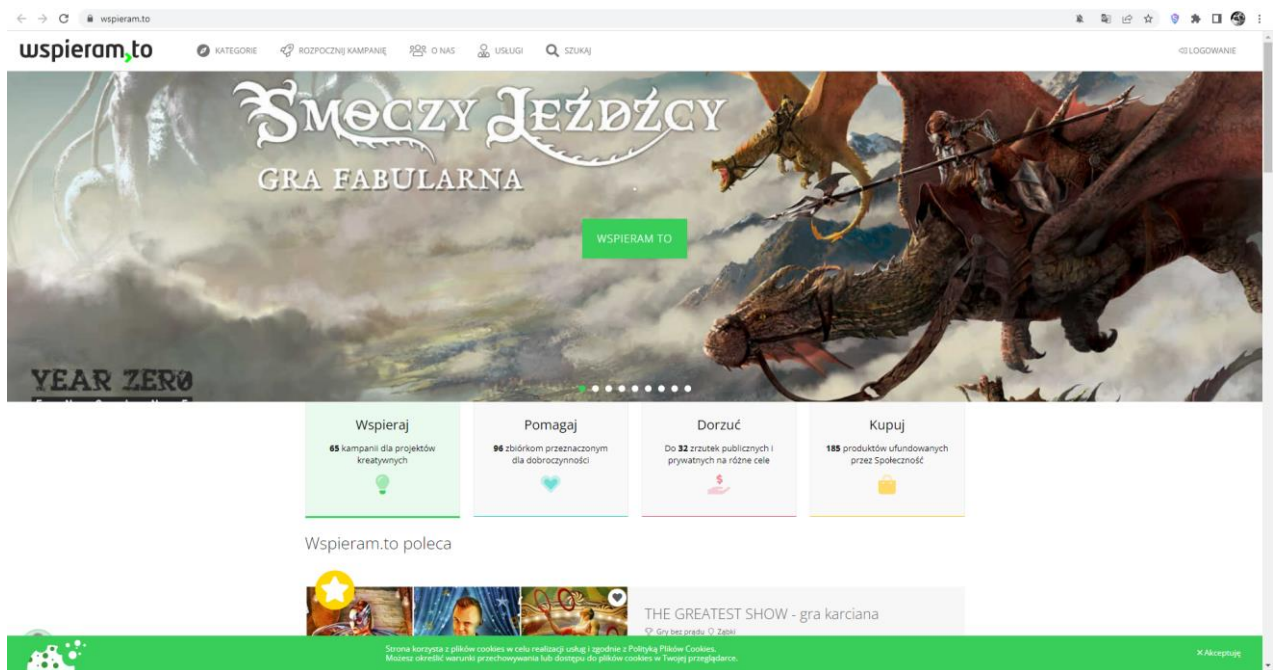 wspieram.to
wspieram,to
KATEGORIE
ROZPOCZNIJ KAMPANIĘ
O NAS
USŁUGI
SZUKAJ
LOGOWANIE
SMOCZY JEŹDŹCY
GRA FABULARNA
WSPIERAM TO
YEAR ZERO
Wspieraj
65 kampanii dla projektów
kreatywnych
Pomagaj
96 zbiórkom przeznaczonym
dla dobroczynności
Dorzuć
Do 32 zrzutek publicznych i
prywatnych na różne cele
Kupuj
185 produktów ufundowanych
przez Społeczność
Wspieram.to poleca
THE GREATEST SHOW - gra karciana
Gry bez prądu Ząbki
Strona korzysta z plików cookies w celu realizacji usług i zgodnie z Polityką Plików Cookies.
Możesz określić warunki przechowywania lub dostępu do plików cookies w Twojej przeglądarce.
× Akceptuję